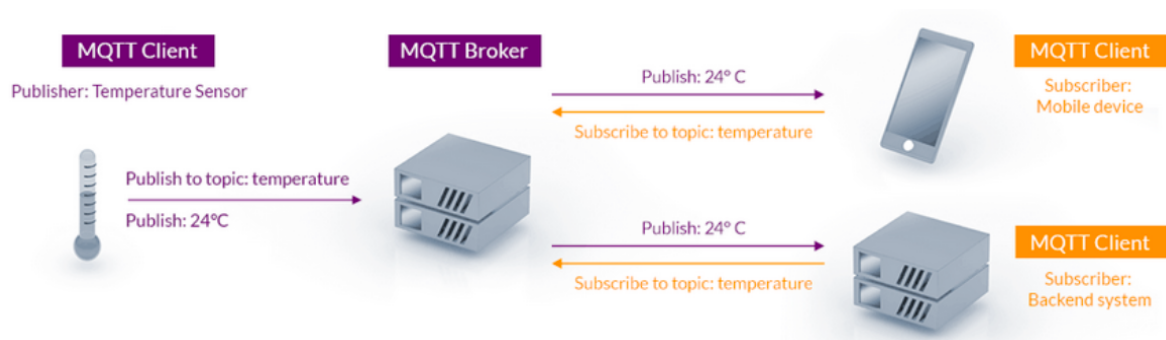 MQTT Client
Publisher: Temperature Sensor
Publish to topic: temperature
Publish: 24°C
MQTT Broker
Publish: 24° C
Subscribe to topic: temperature
MQTT Client
Subscriber:
Mobile device
Publish: 24° C
Subscribe to topic: temperature
MQTT Client
Subscriber:
Backend system